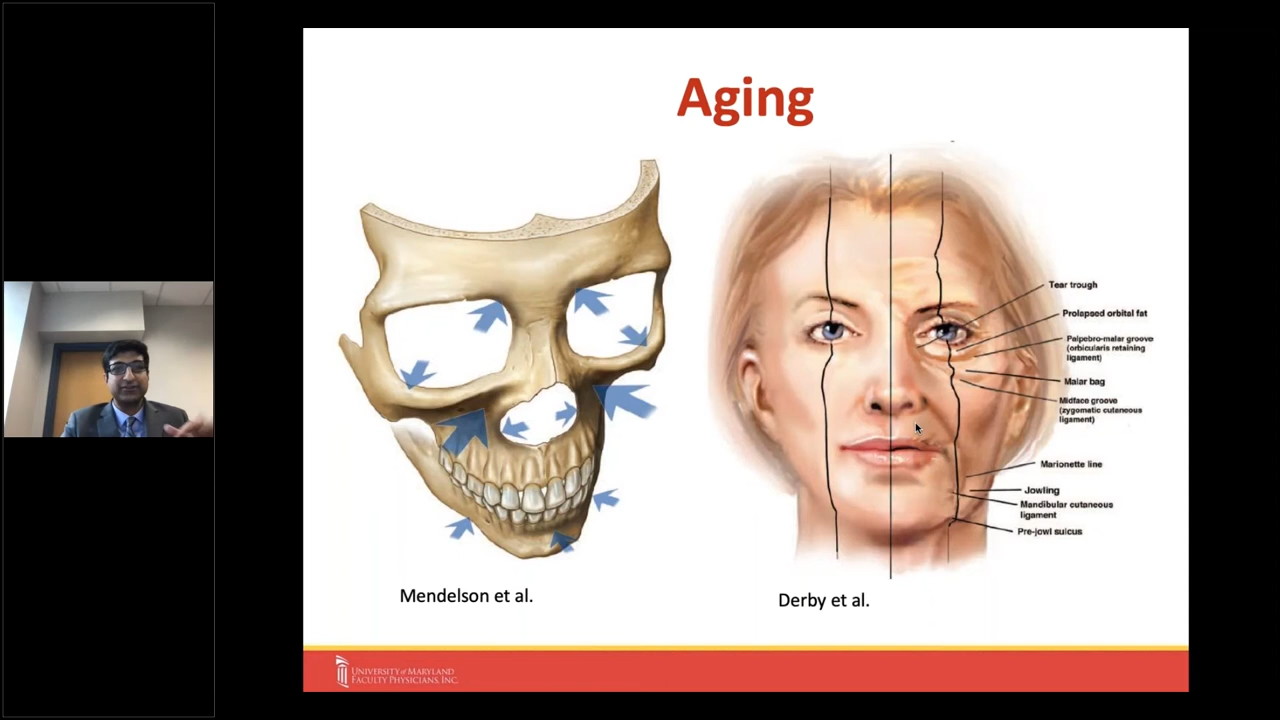 Aging
Tear trough
Prolapsed orbital fat
Palpebro-malar groove
(orbicularis retaining
ligament)
Malar bag
Midface groove
(zygomatic cutaneous
ligament)
Marionette line
Jowling
Mandibular cutaneous
ligament
Pre-jowl sulcus
Mendelson et al.
Derby et al.
UNIVERSITY of MARYLAND
FACULTY PHYSICIANS, INC.